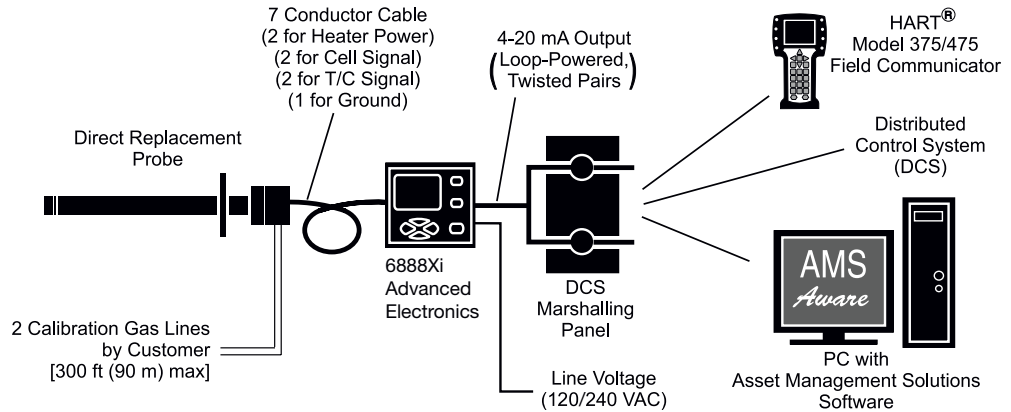 7 Conductor Cable
(2 for Heater Power)
(2 for Cell Signal)
(2 for T/C Signal)
(1 for Ground)
4-20 mA Output
(Loop-Powered,
Twisted Pairs)
HART®
Model 375/475
Field Communicator
Direct Replacement
Probe
Distributed
Control System
(DCS)
6888Xi
Advanced
Electronics
DCS
Marshalling
Panel
AMS
Aware
2 Calibration Gas Lines
by Customer
[300 ft (90 m) max]
Line Voltage
(120/240 VAC)
PC with
Asset Management Solutions
Software